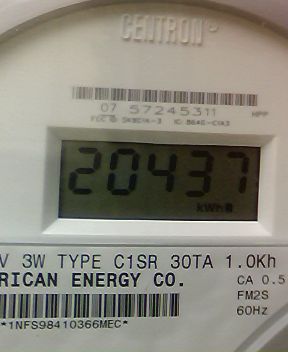 CENTRON
07 57245311 HPP
20437
kWh
V 3W TYPE C1SR 30TA 1.0Kh
RICAN ENERGY CO. CA 0.5
FM2S
60Hz
*1NFS98410366MEC*